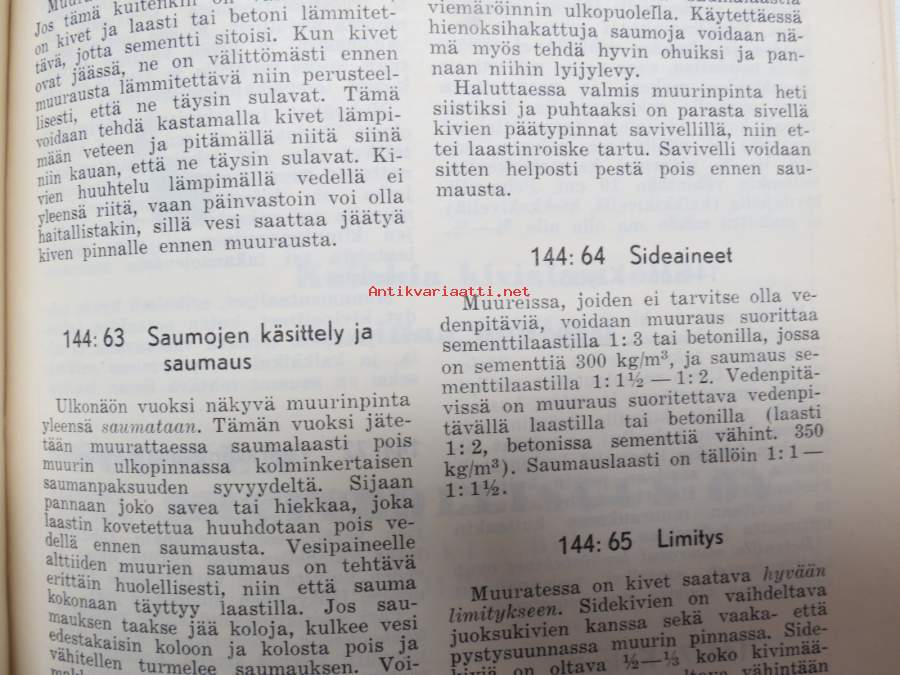 Jos tämä kuitenkin on
on kivet ja laasti tai betoni lämmitet-
tävä, jotta sementti sitoisi. Kun kivet
ovat jäässä, ne on välittömästi ennen
muurausta lämmitettävä niin perusteel-
lisesti, että ne täysin sulavat. Tämä
voidaan tehdä kastamalla kivet lämpi-
mään veteen ja pitämällä niitä siinä
niin kauan, että ne täysin sulavat. Ki-
vien huuhtelu lämpimällä vedellä ei
yleensä riitä, vaan päinvastoin voi olla
haitallistakin, sillä vesi saattaa jäätyä
kiven pinnalle ennen muurausta.
144: 63 Saumojen käsittely ja
saumaus
Ulkonäön vuoksi näkyvä muurinpinta
yleensä saumataan. Tämän vuoksi jäte-
tään muurattaessa saumalaasti pois
muurin ulkopinnassa kolminkertaisen
saumanpaksuuden syvyydeltä. Sijaan
pannaan joko savea tai hiekkaa, joka
laastin kovetettua huuhdotaan pois ve-
dellä ennen saumausta. Vesipaineelle
alttiiden muurien saumaus on tehtävä
erittäin huolellisesti, niin että sauma
kokonaan täyttyy laastilla. Jos sau-
mauksen taakse jää koloja, kulkee vesi
edestakaisin koloon ja kolosta pois ja
vähitellen turmelee saumauksen. Voi-
viemäröinnin ulkopuolella. Käytettäessä
hienoksihakattuja saumoja voidaan nä-
mä myös tehdä hyvin ohuiksi ja pan-
naan niihin lyijylevy.
Haluttaessa valmis muurinpinta heti
siistiksi ja puhtaaksi on parasta sivellä
kivien päätypinnat savivellillä, niin et-
tei laastinroiske tartu. Savivelli voidaan
sitten helposti pestä pois ennen sau-
mausta.
144: 64 Sideaineet
Antikvariaatti.net
Muureissa, joiden ei tarvitse olla ve-
denpitäviä, voidaan muuraus suorittaa
sementtilaastilla 1: 3 tai betonilla, jossa
on sementtiä 300 kg/m³, ja saumaus se-
menttilaastilla 1: 1½ — 1: 2. Vedenpitä-
vissä on muuraus suoritettava vedenpi-
tävällä laastilla tai betonilla (laasti
1: 2, betonissa sementtiä vähint. 350
kg/m³). Saumauslaasti on tällöin 1: 1 —
1: 1½.
144: 65 Limitys
Muuratessa on kivet saatava hyvään
limitykseen. Sidekivien on vaihdeltava
juoksukivien kanssa sekä vaaka- että
pystysuunnassa muurin pinnassa. Side-
kiviä on oltava ½—⅓ koko kivimää-
vähintään